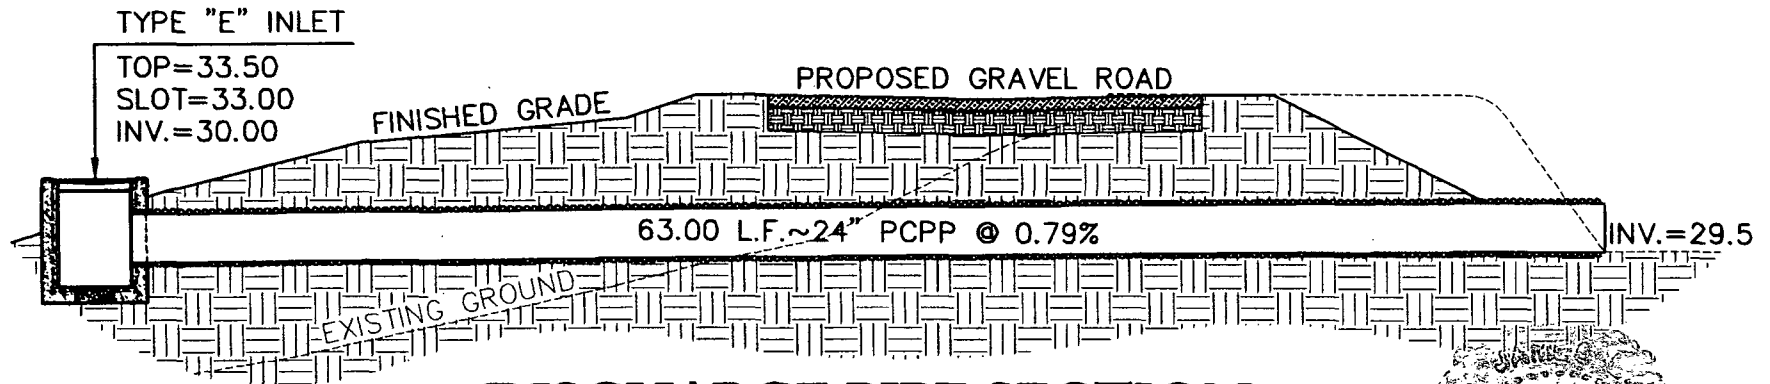 TYPE "E" INLET
TOP=33.50
SLOT=33.00
INV.=30.00
FINISHED GRADE
PROPOSED GRAVEL ROAD
63.00 L.F.~24" PCPP @ 0.79%
INV.=29.5
EXISTING GROUND